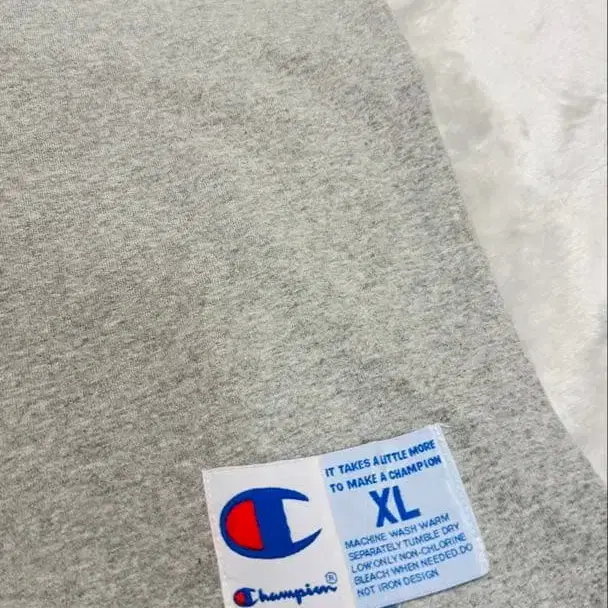 IT TAKES A LITTLE MORE
TO MAKE A CHAMPION
XL
MACHINE WASH WARM
SEPARATELY TUMBLE DRY
LOW ONLY NON-CHLORINE
BLEACH WHEN NEEDED.DO
NOT IRON DESIGN
Champion®